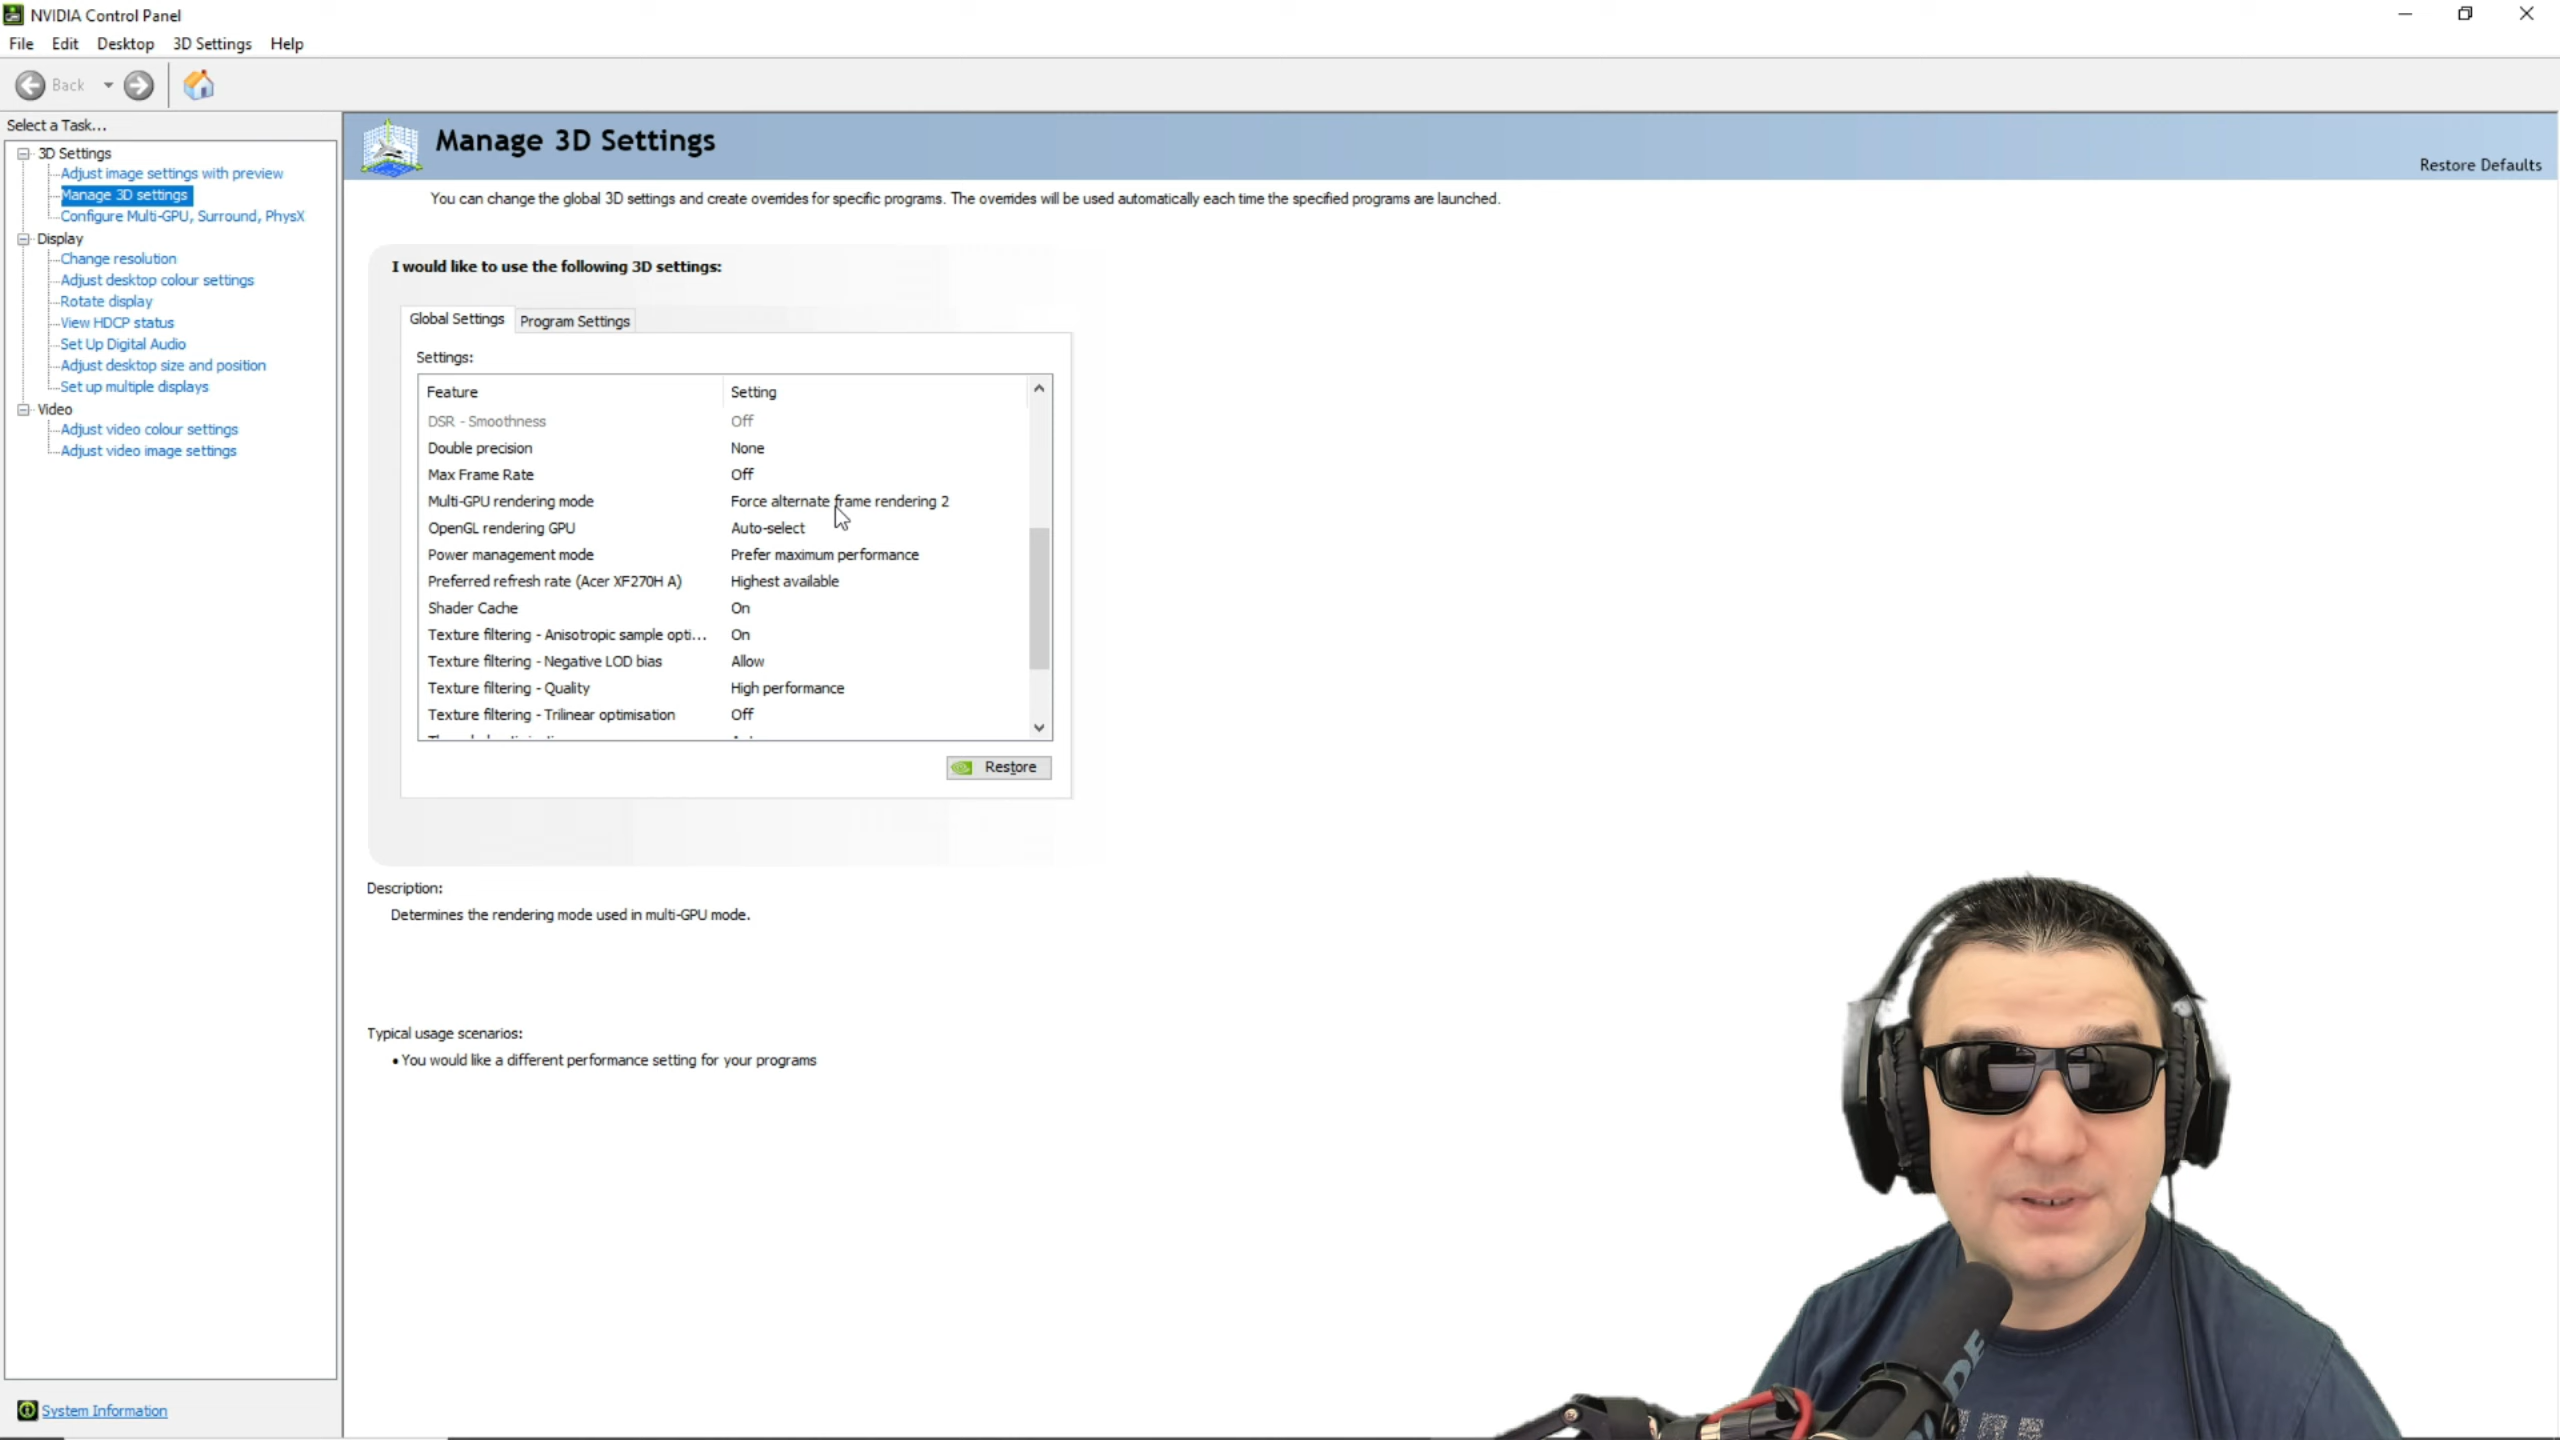 NVIDIA Control Panel
File Edit Desktop 3D Settings Help
Back
Select a Task...
3D Settings
Adjust image settings with preview
Manage 3D settings
Configure Multi-GPU, Surround, PhysX
Display
Change resolution
Adjust desktop colour settings
Rotate display
View HDCP status
Set Up Digital Audio
Adjust desktop size and position
Set up multiple displays
Video
Adjust video colour settings
Adjust video image settings
System Information
Manage 3D Settings
Restore Defaults
You can change the global 3D settings and create overrides for specific programs. The overrides will be used automatically each time the specified programs are launched.
I would like to use the following 3D settings:
Global Settings Program Settings
Settings:
Feature Setting
DSR - Smoothness Off
Double precision None
Max Frame Rate Off
Multi-GPU rendering mode Force alternate frame rendering 2
OpenGL rendering GPU Auto-select
Power management mode Prefer maximum performance
Preferred refresh rate (Acer XF270H A) Highest available
Shader Cache On
Texture filtering - Anisotropic sample opti... On
Texture filtering - Negative LOD bias Allow
Texture filtering - Quality High performance
Texture filtering - Trilinear optimisation Off
Restore
Description:
Determines the rendering mode used in multi-GPU mode.
Typical usage scenarios:
• You would like a different performance setting for your programs